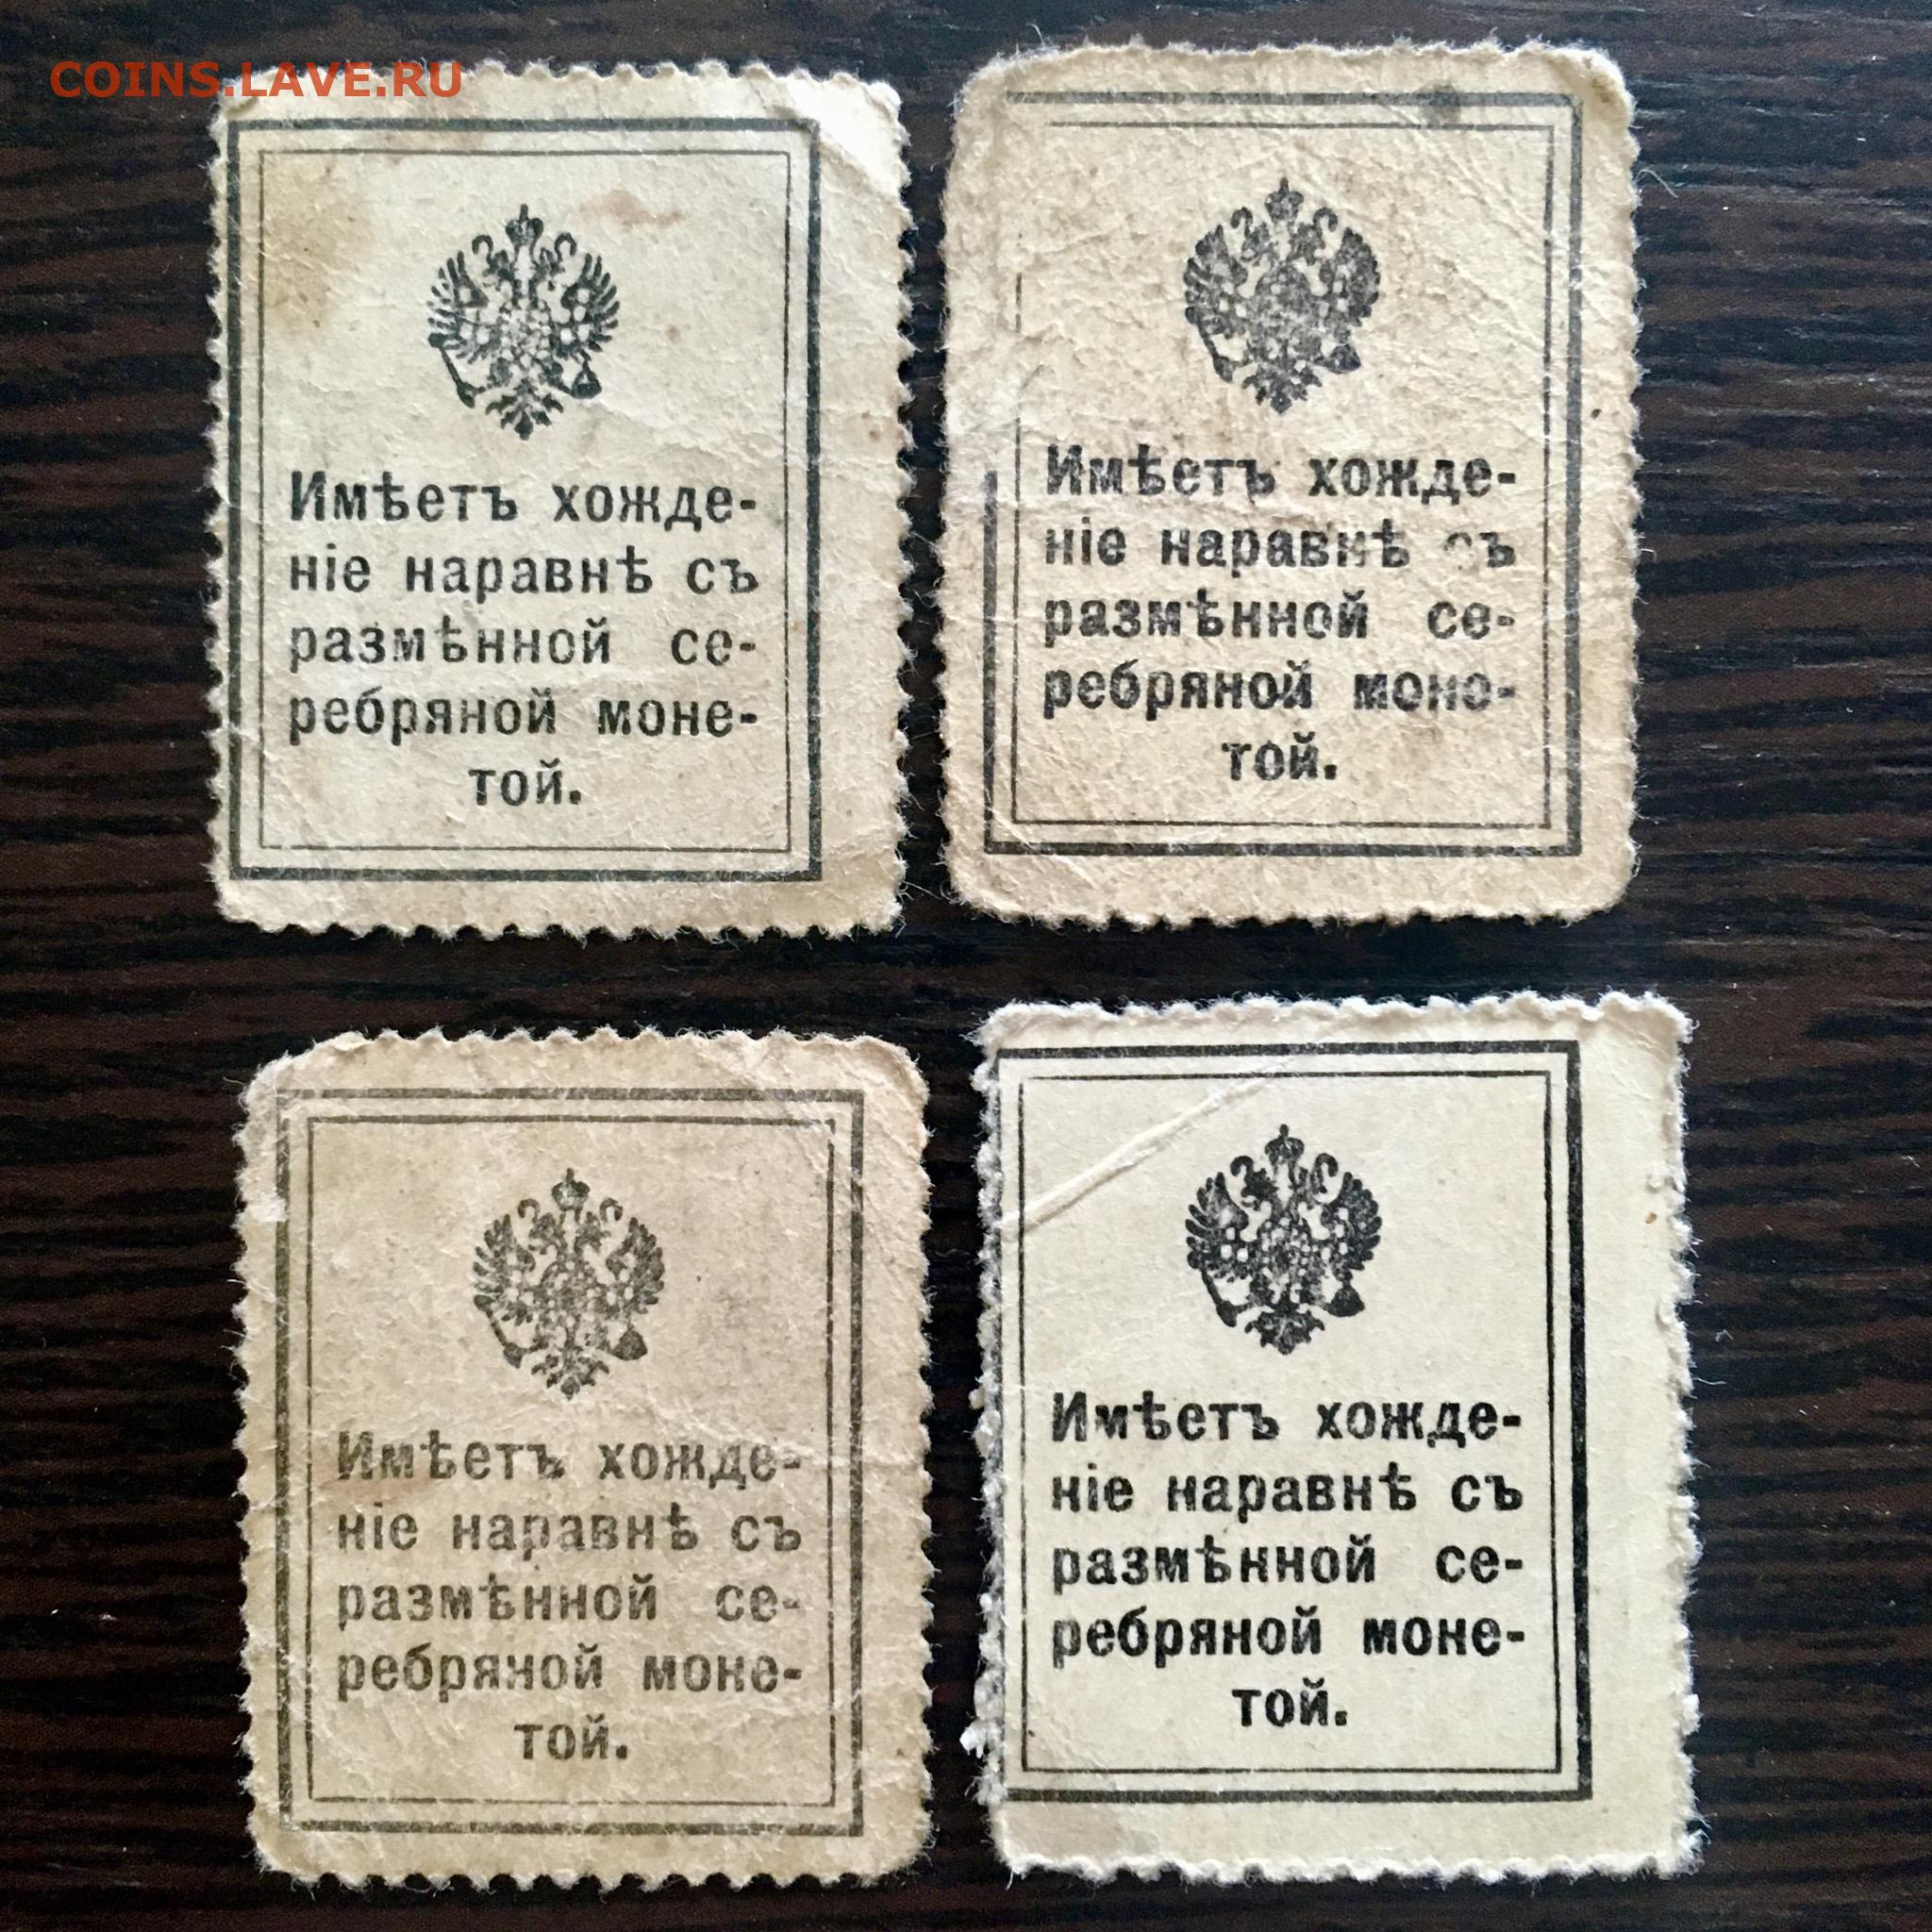 COINS.LAVE.RU
Имѣетъ хожде-
ніе наравнѣ съ
размѣнной се-
ребряной моне-
той.
Имѣетъ хожде-
ніе наравнѣ съ
размѣнной се-
ребряной моне-
той.
Имѣетъ хожде-
ніе наравнѣ съ
размѣнной се-
ребряной моне-
той.
Имѣетъ хожде-
ніе наравнѣ съ
размѣнной се-
ребряной моне-
той.